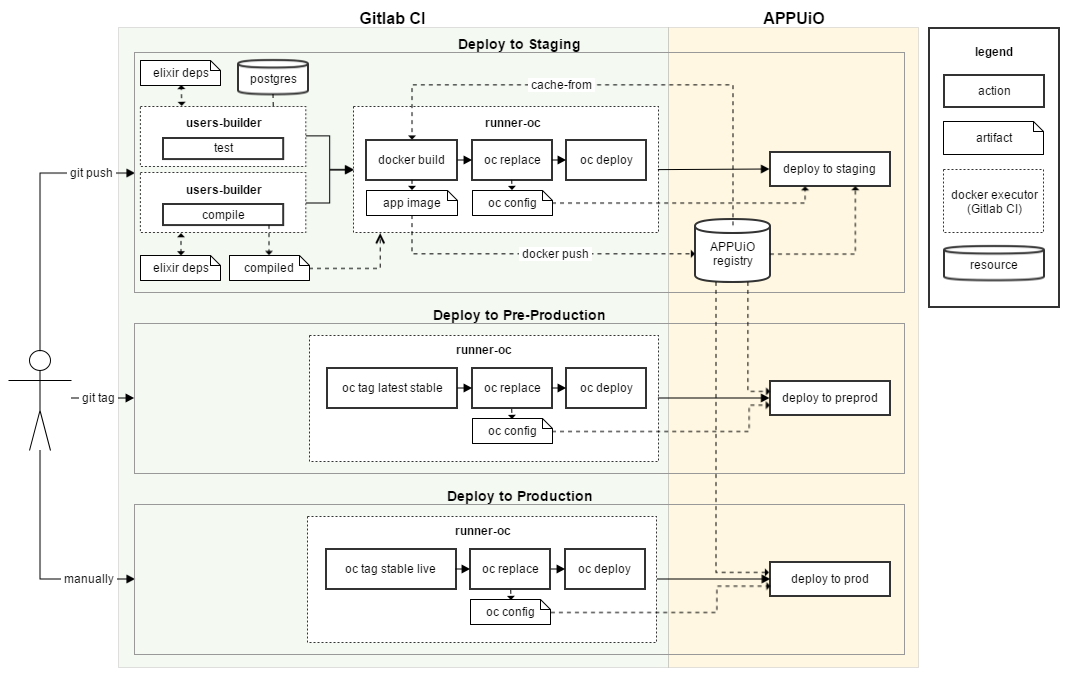 Gitlab CI
APPUiO
Deploy to Staging
elixir deps
postgres
cache-from
users-builder
test
users-builder
compile
elixir deps
compiled
runner-oc
docker build
oc replace
oc deploy
app image
oc config
docker push
deploy to staging
APPUiO
registry
git push
Deploy to Pre-Production
runner-oc
oc tag latest stable
oc replace
oc deploy
oc config
deploy to preprod
git tag
Deploy to Production
runner-oc
oc tag stable live
oc replace
oc deploy
oc config
deploy to prod
manually
legend
action
artifact
docker executor
(Gitlab CI)
resource